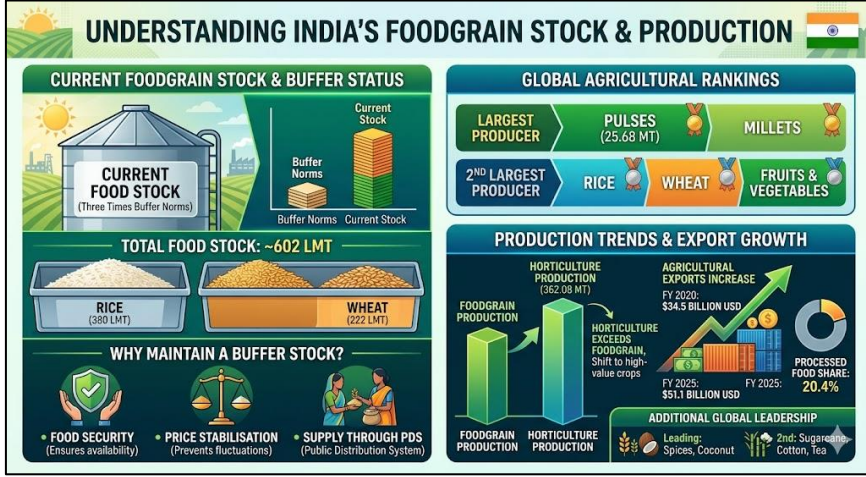 UNDERSTANDING INDIA'S FOODGRAIN STOCK & PRODUCTION
CURRENT FOODGRAIN STOCK & BUFFER STATUS
CURRENT
FOOD STOCK
(Three Times Buffer Norms)
Current
Stock
Buffer
Norms
Buffer Norms
Current Stock
TOTAL FOOD STOCK: ~602 LMT
RICE
(380 LMT)
WHEAT
(222 LMT)
WHY MAINTAIN A BUFFER STOCK?
• FOOD SECURITY
(Ensures availability)
• PRICE STABILISATION
(Prevents fluctuations)
• SUPPLY THROUGH PDS
(Public Distribution System)
GLOBAL AGRICULTURAL RANKINGS
LARGEST
PRODUCER
PULSES
(25.68 MT)
MILLETS
2ND LARGEST
PRODUCER
RICE
WHEAT
FRUITS &
VEGETABLES
PRODUCTION TRENDS & EXPORT GROWTH
FOODGRAIN
PRODUCTION
HORTICULTURE
PRODUCTION
(362.08 MT)
HORTICULTURE
EXCEEDS
FOODGRAIN,
Shift to high-
value crops
FOODGRAIN
PRODUCTION
HORTICULTURE
PRODUCTION
AGRICULTURAL
EXPORTS INCREASE
FY 2020:
$34.5 BILLION USD
FY 2025:
$51.1 BILLION USD
FY 2025:
PROCESSED
FOOD SHARE:
20.4%
ADDITIONAL GLOBAL LEADERSHIP
Leading:
Spices, Coconut
2nd: Sugarcane,
Cotton, Tea